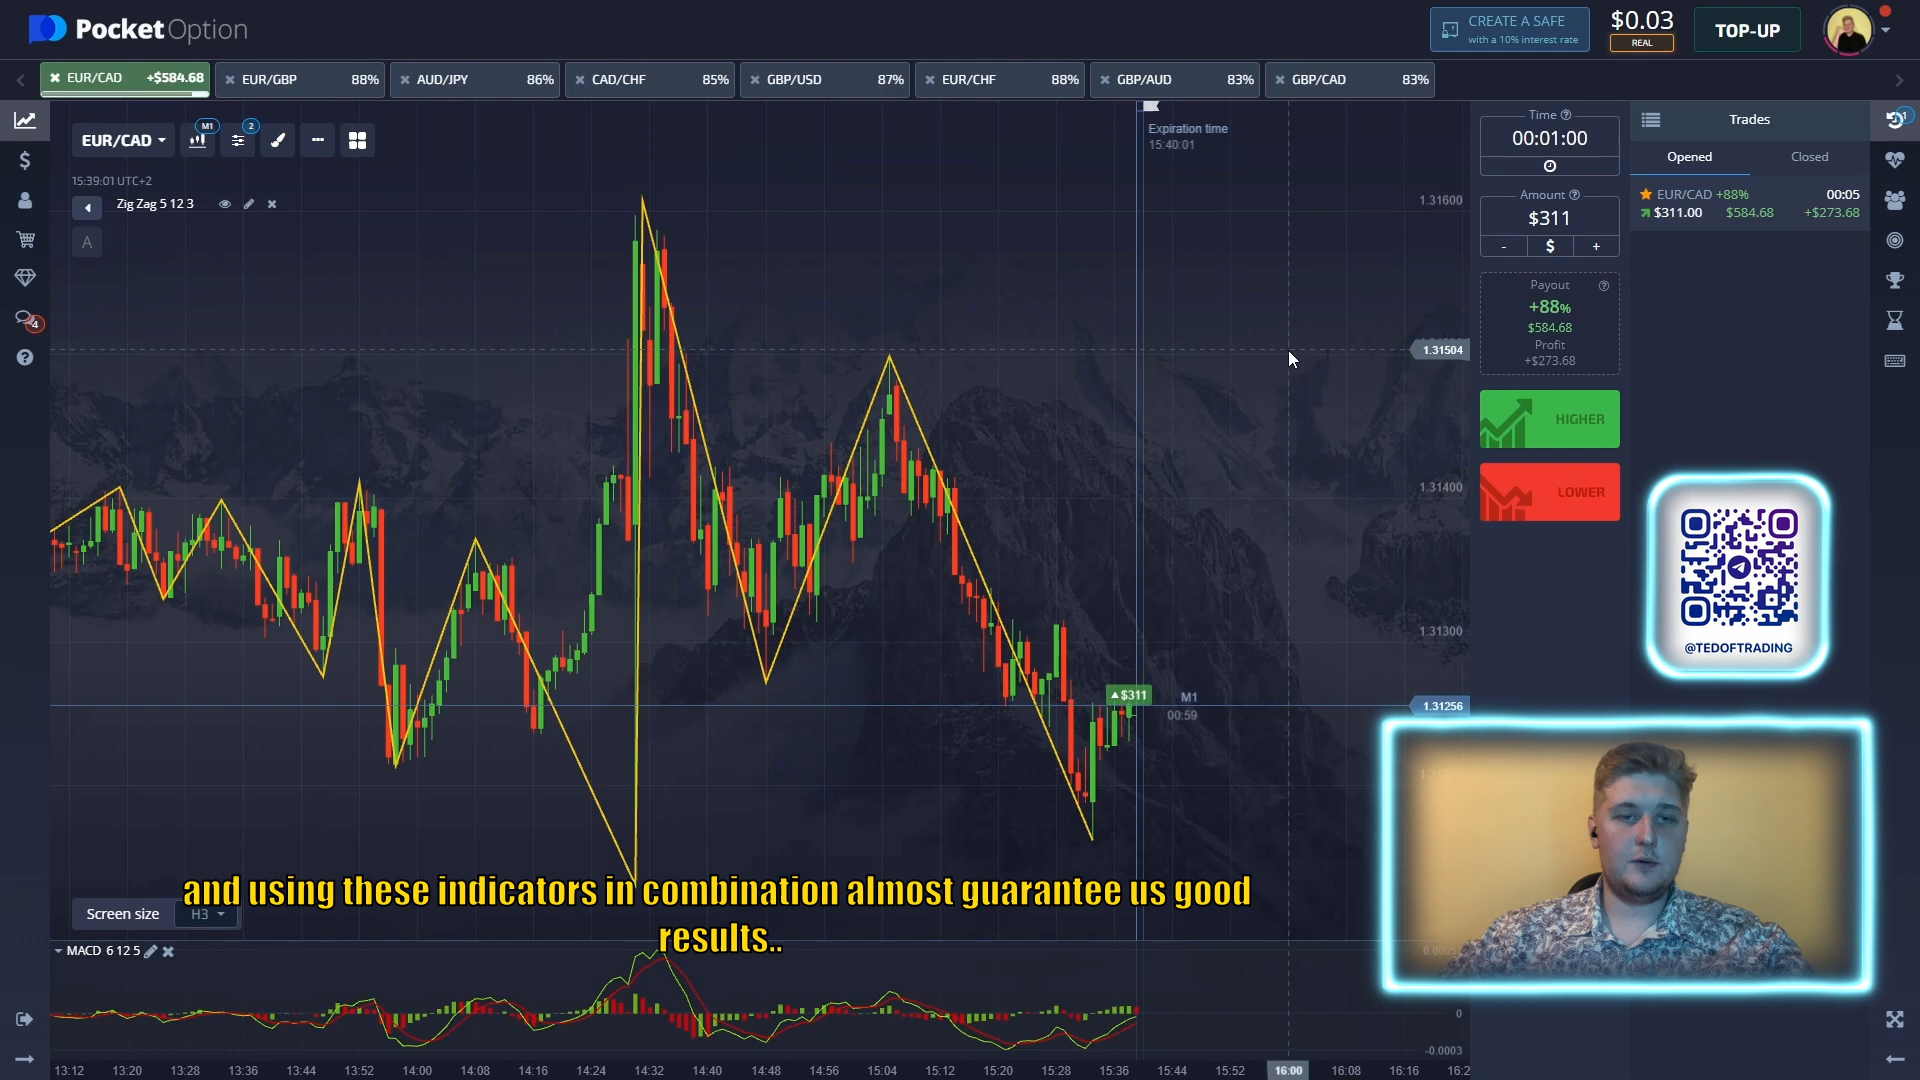 PocketOption
CREATE A SAFE
with a 10% interest rate
$0.03
REAL
TOP-UP
EUR/CAD +$584.68
EUR/GBP 88%
AUD/JPY 86%
CAD/CHF 85%
GBP/USD 87%
EUR/CHF 88%
GBP/AUD 83%
GBP/CAD 83%
EUR/CAD
M1
2
15:39:01 UTC+2
Zig Zag 5 12 3
A
Expiration time
15:40:01
1.31600
1.31504
1.31400
1.31300
1.31256
$311
M1
00:59
Time
00:01:00
Amount
$311
- $ +
Payout
+88%
$584.68
Profit
+$273.68
HIGHER
LOWER
Trades
Opened Closed
EUR/CAD +88% 00:05
$311.00 $584.68 +$273.68
4
@TEDOFTRADING
and using these indicators in combination almost guarantee us good
results..
Screen size H3
MACD 6 12 5
0
-0.0003
13:12 13:20 13:28 13:36 13:44 13:52 14:00 14:08 14:16 14:24 14:32 14:40 14:48 14:56 15:04 15:12 15:20 15:28 15:36 15:44 15:52 16:00 16:08 16:16